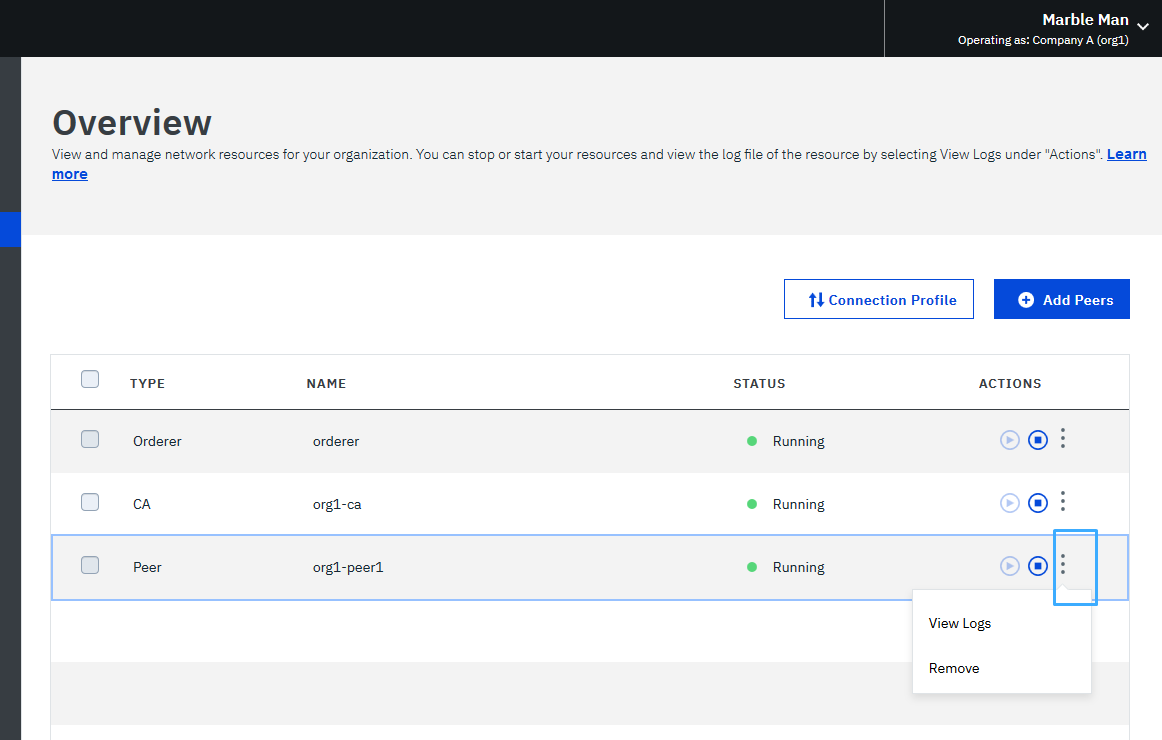 Marble Man
Operating as: Company A (org1)
Overview
View and manage network resources for your organization. You can stop or start your resources and view the log file of the resource by selecting View Logs under "Actions". Learn
more
Connection Profile
Add Peers
TYPE NAME STATUS ACTIONS
Orderer orderer Running
CA org1-ca Running
Peer org1-peer1 Running
View Logs
Remove